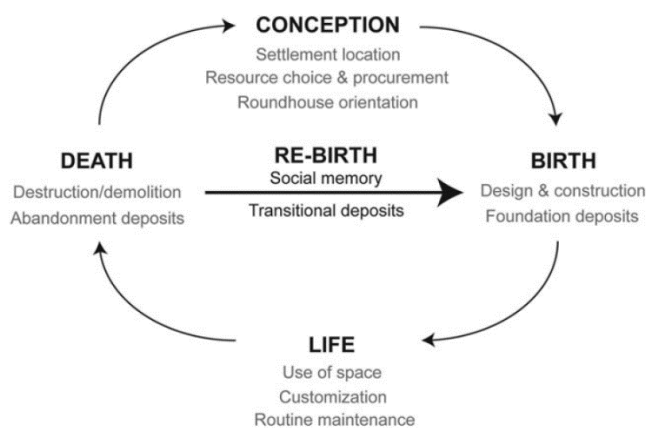 CONCEPTION
Settlement location
Resource choice & procurement
Roundhouse orientation
DEATH
Destruction/demolition
Abandonment deposits
RE-BIRTH
Social memory
Transitional deposits
BIRTH
Design & construction
Foundation deposits
LIFE
Use of space
Customization
Routine maintenance